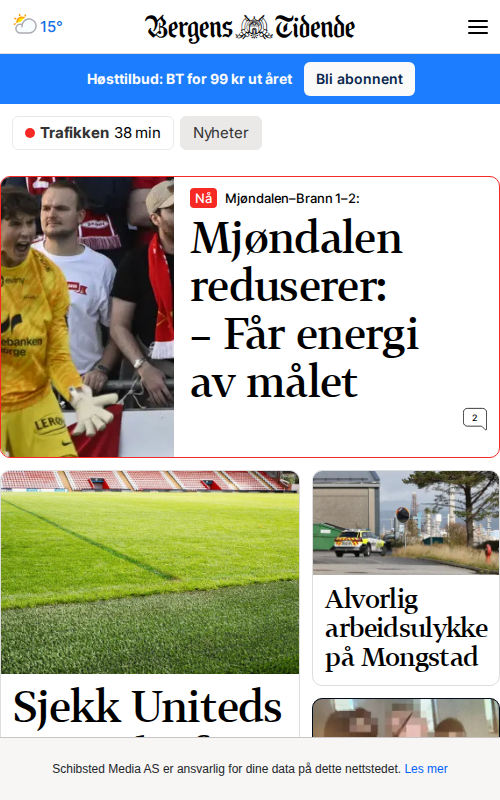 15°
Bergens Tidende
Høsttilbud: BT for 99 kr ut året
Bli abonnent
Trafikken 38 min
Nyheter
Nå Mjøndalen–Brann 1–2:
Mjøndalen
reduserer:
– Får energi
av målet
2
Alvorlig
arbeidsulykke
på Mongstad
Sjekk Uniteds
Schibsted Media AS er ansvarlig for dine data på dette nettstedet. Les mer